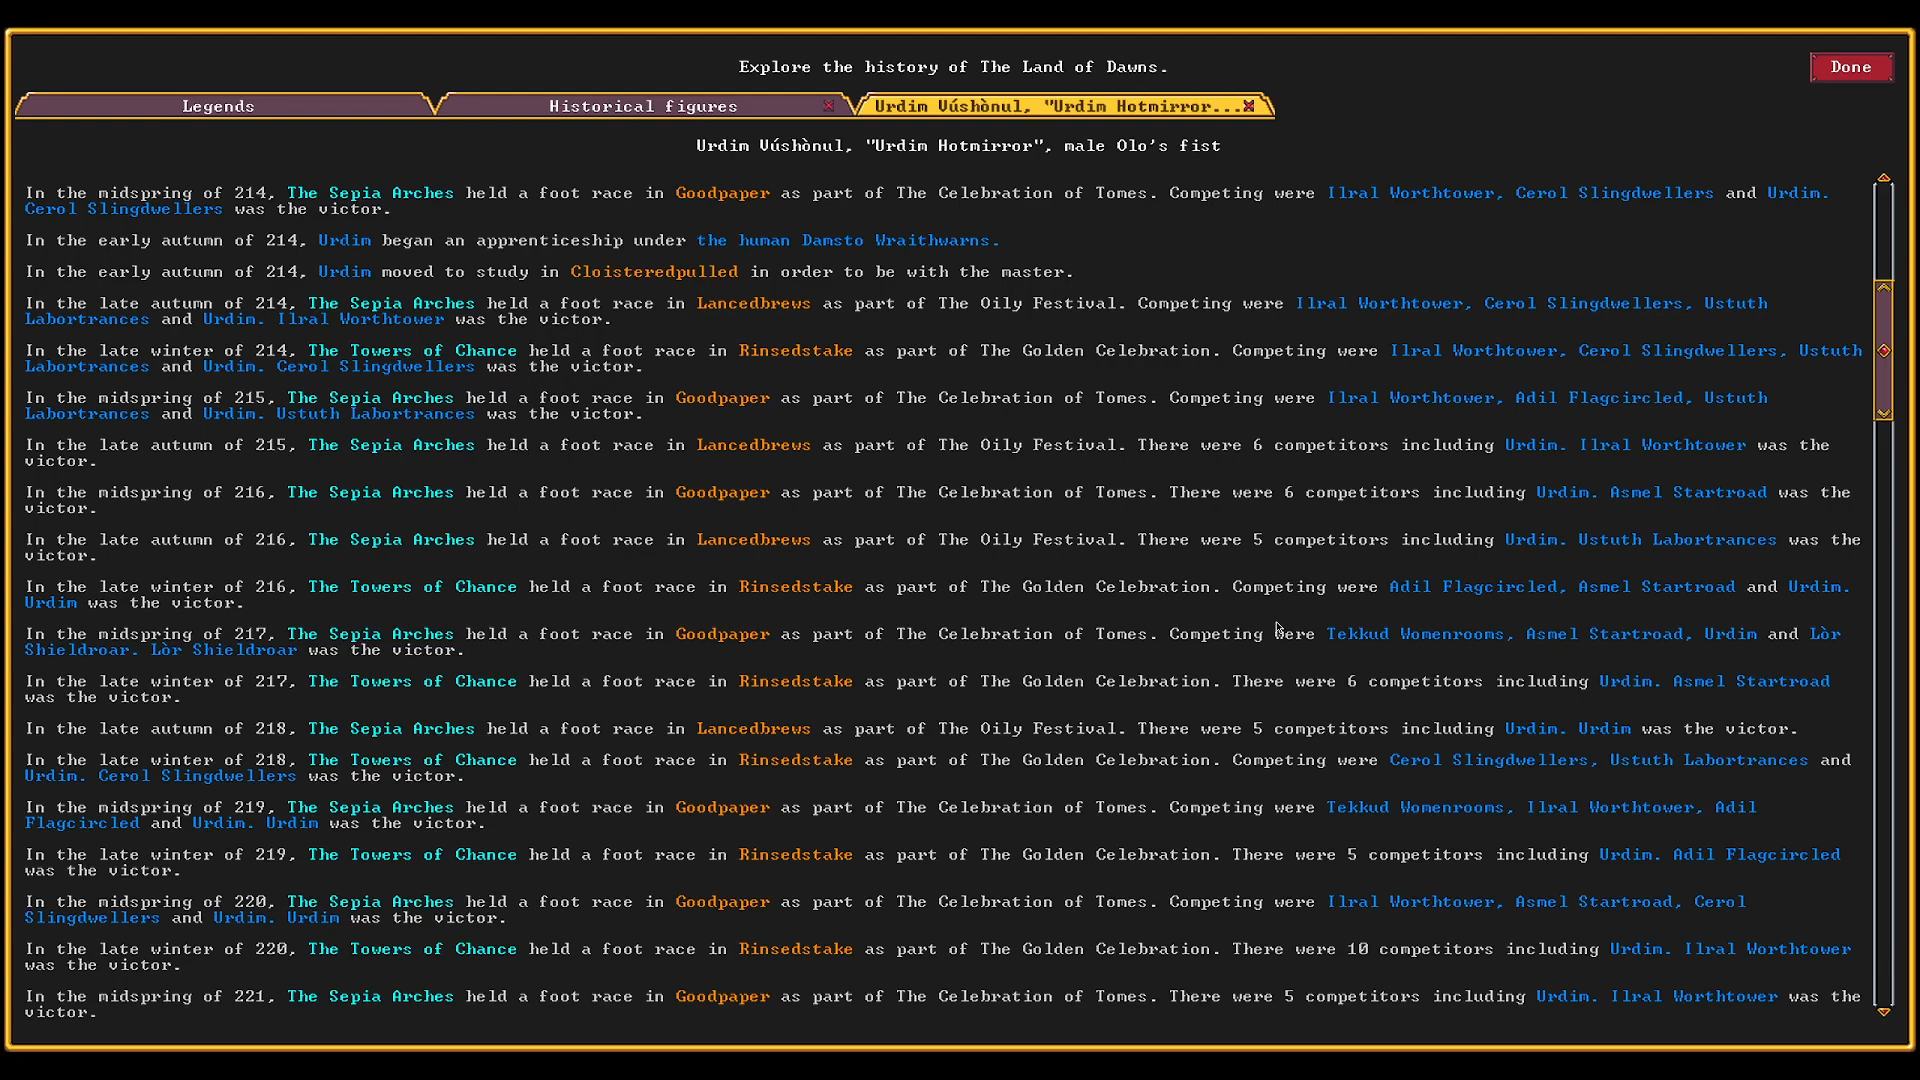 Explore the history of The Land of Dawns.
Done
Legends
Historical figures
Urdim Vúshònul, "Urdim Hotmirror...
Urdim Vúshònul, "Urdim Hotmirror", male Olo's fist
In the midspring of 214, The Sepia Arches held a foot race in Goodpaper as part of The Celebration of Tomes. Competing were Ilral Worthtower, Cerol Slingdwellers and Urdim.
Cerol Slingdwellers was the victor.
In the early autumn of 214, Urdim began an apprenticeship under the human Damsto Wraithwarns.
In the early autumn of 214, Urdim moved to study in Cloisteredpulled in order to be with the master.
In the late autumn of 214, The Sepia Arches held a foot race in Lancedbrews as part of The Oily Festival. Competing were Ilral Worthtower, Cerol Slingdwellers, Ustuth
Labortrances and Urdim. Ilral Worthtower was the victor.
In the late winter of 214, The Towers of Chance held a foot race in Rinsedstake as part of The Golden Celebration. Competing were Ilral Worthtower, Cerol Slingdwellers, Ustuth
Labortrances and Urdim. Cerol Slingdwellers was the victor.
In the midspring of 215, The Sepia Arches held a foot race in Goodpaper as part of The Celebration of Tomes. Competing were Ilral Worthtower, Adil Flagcircled, Ustuth
Labortrances and Urdim. Ustuth Labortrances was the victor.
In the late autumn of 215, The Sepia Arches held a foot race in Lancedbrews as part of The Oily Festival. There were 6 competitors including Urdim. Ilral Worthtower was the
victor.
In the midspring of 216, The Sepia Arches held a foot race in Goodpaper as part of The Celebration of Tomes. There were 6 competitors including Urdim. Asmel Startroad was the
victor.
In the late autumn of 216, The Sepia Arches held a foot race in Lancedbrews as part of The Oily Festival. There were 5 competitors including Urdim. Ustuth Labortrances was the
victor.
In the late winter of 216, The Towers of Chance held a foot race in Rinsedstake as part of The Golden Celebration. Competing were Adil Flagcircled, Asmel Startroad and Urdim.
Urdim was the victor.
In the midspring of 217, The Sepia Arches held a foot race in Goodpaper as part of The Celebration of Tomes. Competing were Tekkud Womenrooms, Asmel Startroad, Urdim and Lòr
Shieldroar. Lòr Shieldroar was the victor.
In the late winter of 217, The Towers of Chance held a foot race in Rinsedstake as part of The Golden Celebration. There were 6 competitors including Urdim. Asmel Startroad
was the victor.
In the late autumn of 218, The Sepia Arches held a foot race in Lancedbrews as part of The Oily Festival. There were 5 competitors including Urdim. Urdim was the victor.
In the late winter of 218, The Towers of Chance held a foot race in Rinsedstake as part of The Golden Celebration. Competing were Cerol Slingdwellers, Ustuth Labortrances and
Urdim. Cerol Slingdwellers was the victor.
In the midspring of 219, The Sepia Arches held a foot race in Goodpaper as part of The Celebration of Tomes. Competing were Tekkud Womenrooms, Ilral Worthtower, Adil
Flagcircled and Urdim. Urdim was the victor.
In the late winter of 219, The Towers of Chance held a foot race in Rinsedstake as part of The Golden Celebration. There were 5 competitors including Urdim. Adil Flagcircled
was the victor.
In the midspring of 220, The Sepia Arches held a foot race in Goodpaper as part of The Celebration of Tomes. Competing were Ilral Worthtower, Asmel Startroad, Cerol
Slingdwellers and Urdim. Urdim was the victor.
In the late winter of 220, The Towers of Chance held a foot race in Rinsedstake as part of The Golden Celebration. There were 10 competitors including Urdim. Ilral Worthtower
was the victor.
In the midspring of 221, The Sepia Arches held a foot race in Goodpaper as part of The Celebration of Tomes. There were 5 competitors including Urdim. Ilral Worthtower was the
victor.